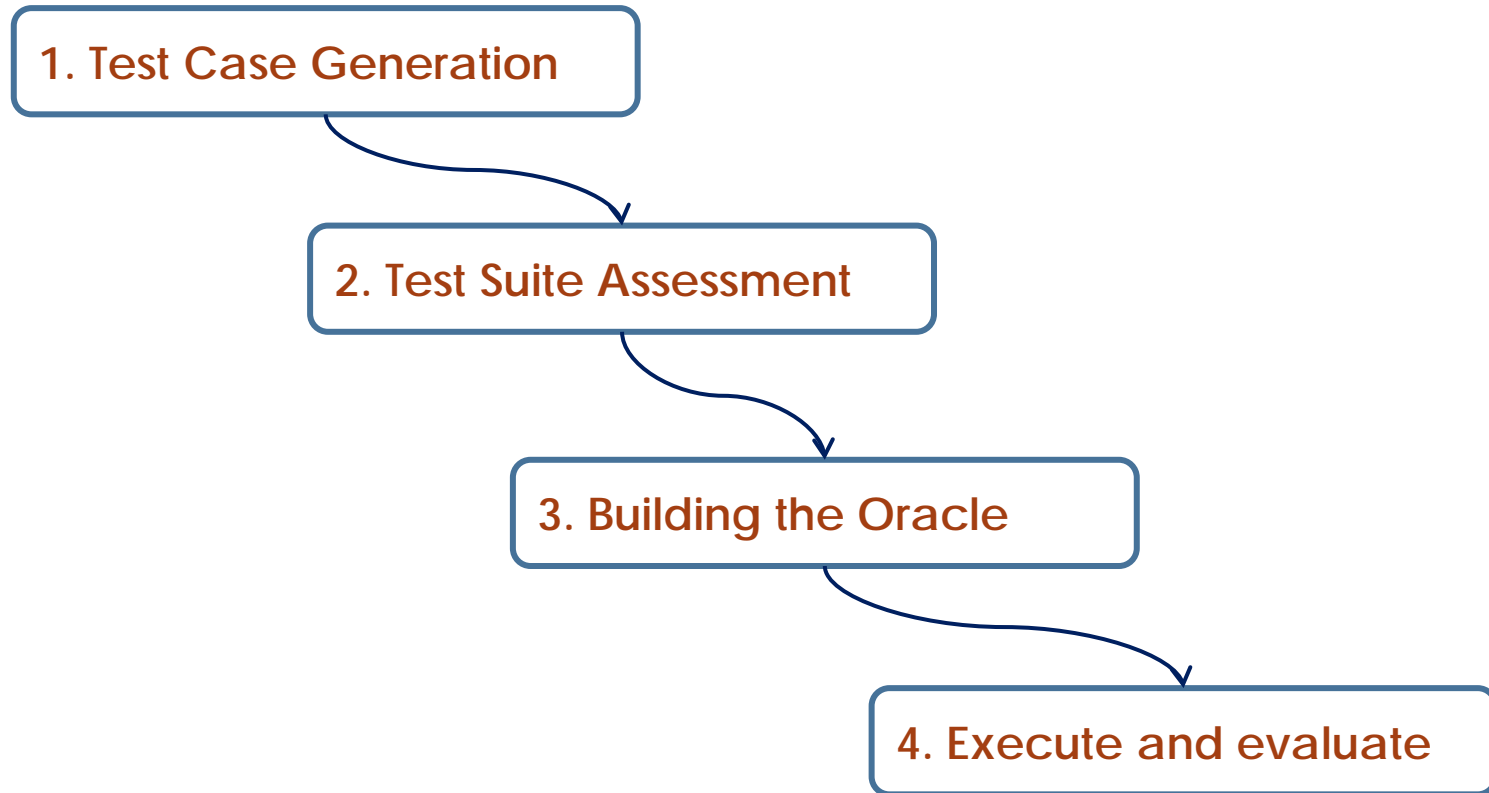 1. Test Case Generation
2. Test Suite Assessment
3. Building the Oracle
4. Execute and evaluate